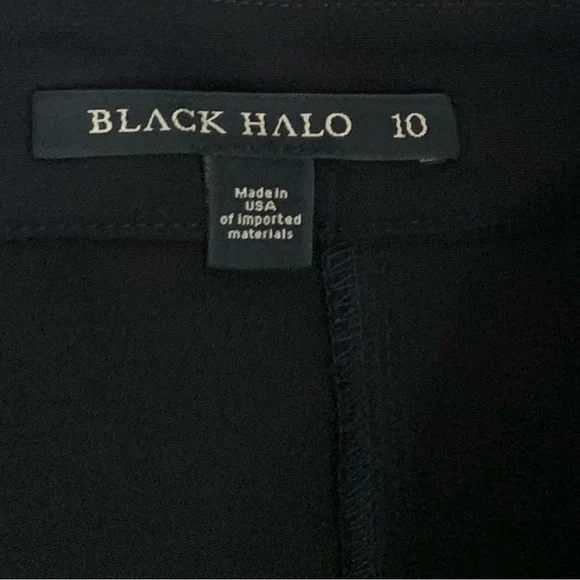 BLACK HALO 10
Made in
USA
of imported
materials